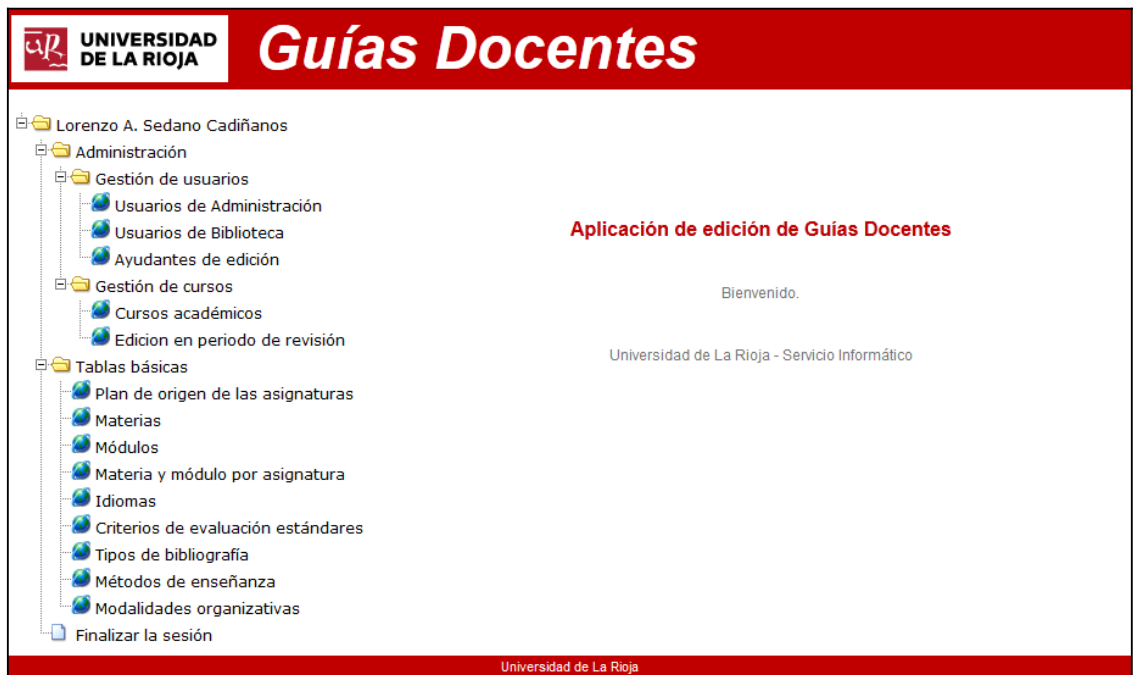 UNIVERSIDAD
DE LA RIOJA
Guías Docentes
Lorenzo A. Sedano Cadiñanos
Administración
Gestión de usuarios
Usuarios de Administración
Usuarios de Biblioteca
Ayudantes de edición
Gestión de cursos
Cursos académicos
Edicion en periodo de revisión
Tablas básicas
Plan de origen de las asignaturas
Materias
Módulos
Materia y módulo por asignatura
Idiomas
Criterios de evaluación estándares
Tipos de bibliografía
Métodos de enseñanza
Modalidades organizativas
Finalizar la sesión
Aplicación de edición de Guías Docentes
Bienvenido.
Universidad de La Rioja - Servicio Informático
Universidad de La Rioja